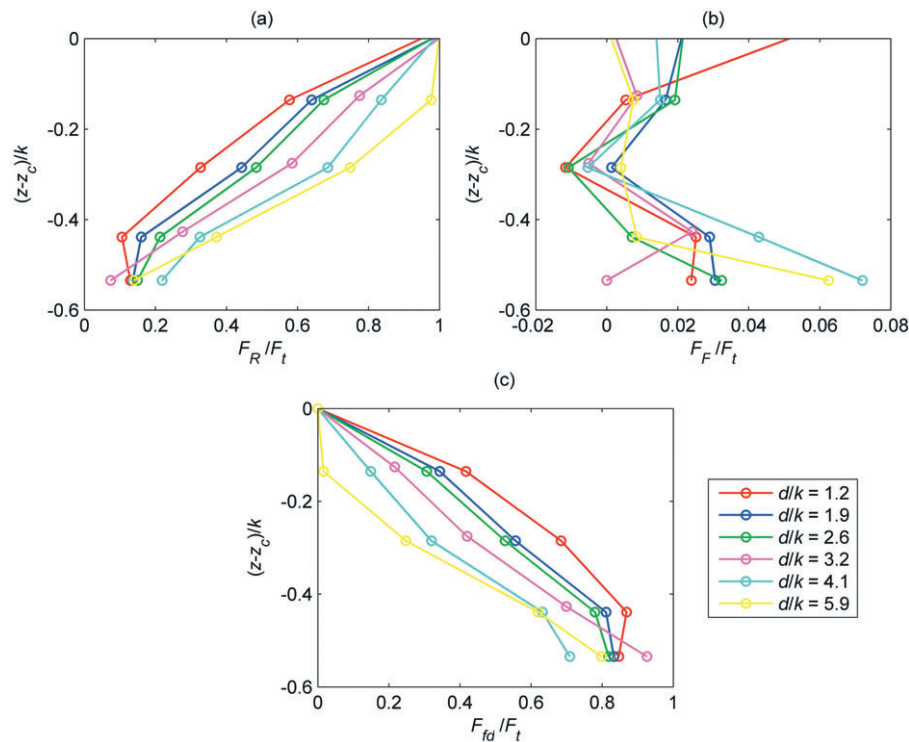 (a)
0
-0.2
-0.4
-0.6
(z-z_c)/k
0 0.2 0.4 0.6 0.8 1
F_R/F_t
(b)
0
-0.2
-0.4
-0.6
(z-z_c)/k
-0.02 0 0.02 0.04 0.06 0.08
F_F/F_t
(c)
0
-0.2
-0.4
-0.6
(z-z_c)/k
0 0.2 0.4 0.6 0.8 1
F_fd/F_t
d/k = 1.2
d/k = 1.9
d/k = 2.6
d/k = 3.2
d/k = 4.1
d/k = 5.9